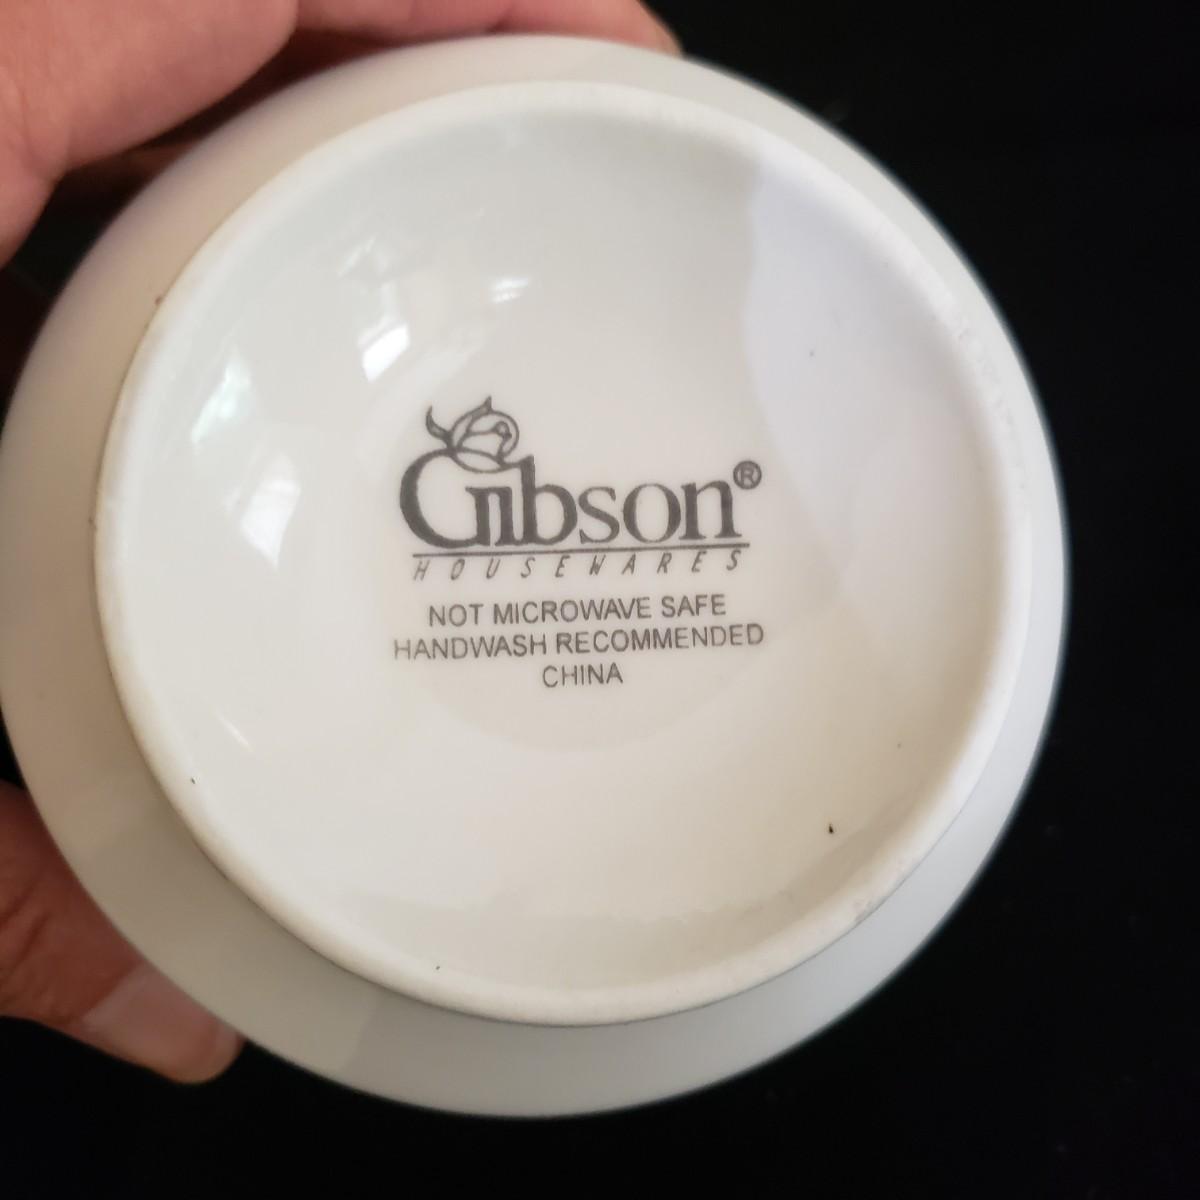 Gibson®
HOUSEWARES
NOT MICROWAVE SAFE
HANDWASH RECOMMENDED
CHINA